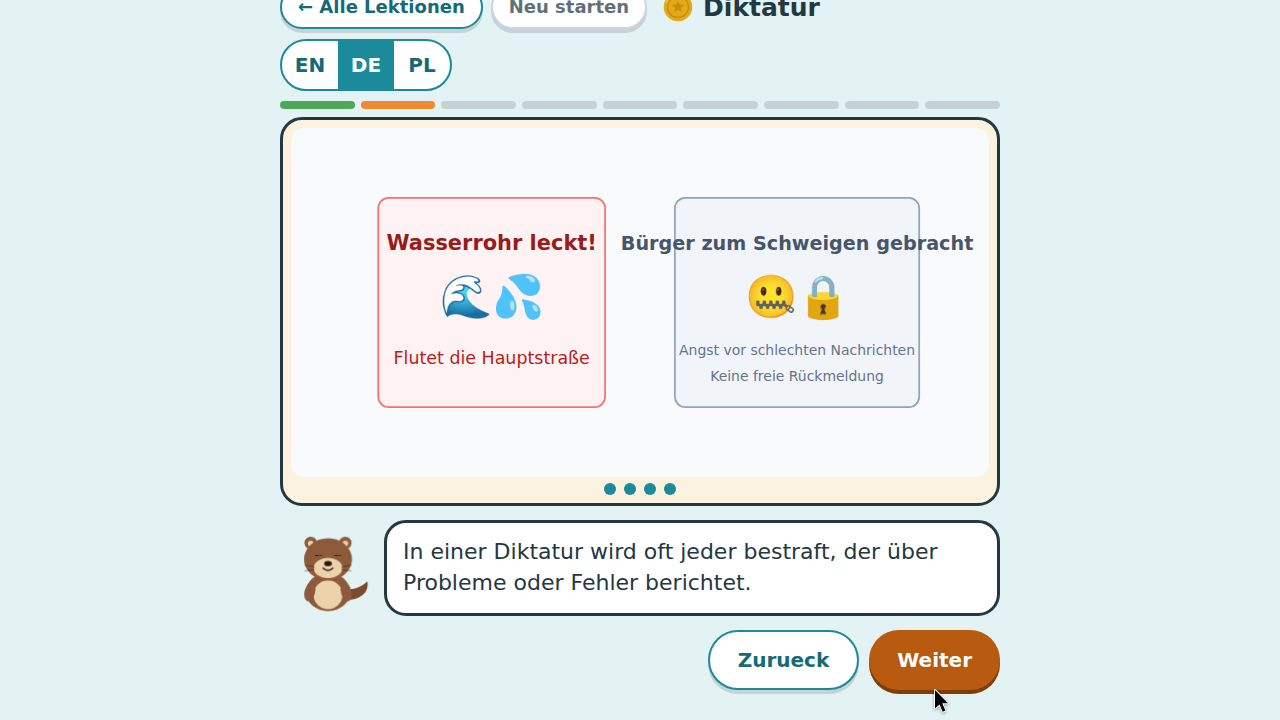 ← Alle Lektionen
Neu starten
Diktatur
EN DE PL
Wasserrohr leckt!
Flutet die Hauptstraße
Bürger zum Schweigen gebracht
Angst vor schlechten Nachrichten
Keine freie Rückmeldung
In einer Diktatur wird oft jeder bestraft, der über
Probleme oder Fehler berichtet.
Zurueck
Weiter